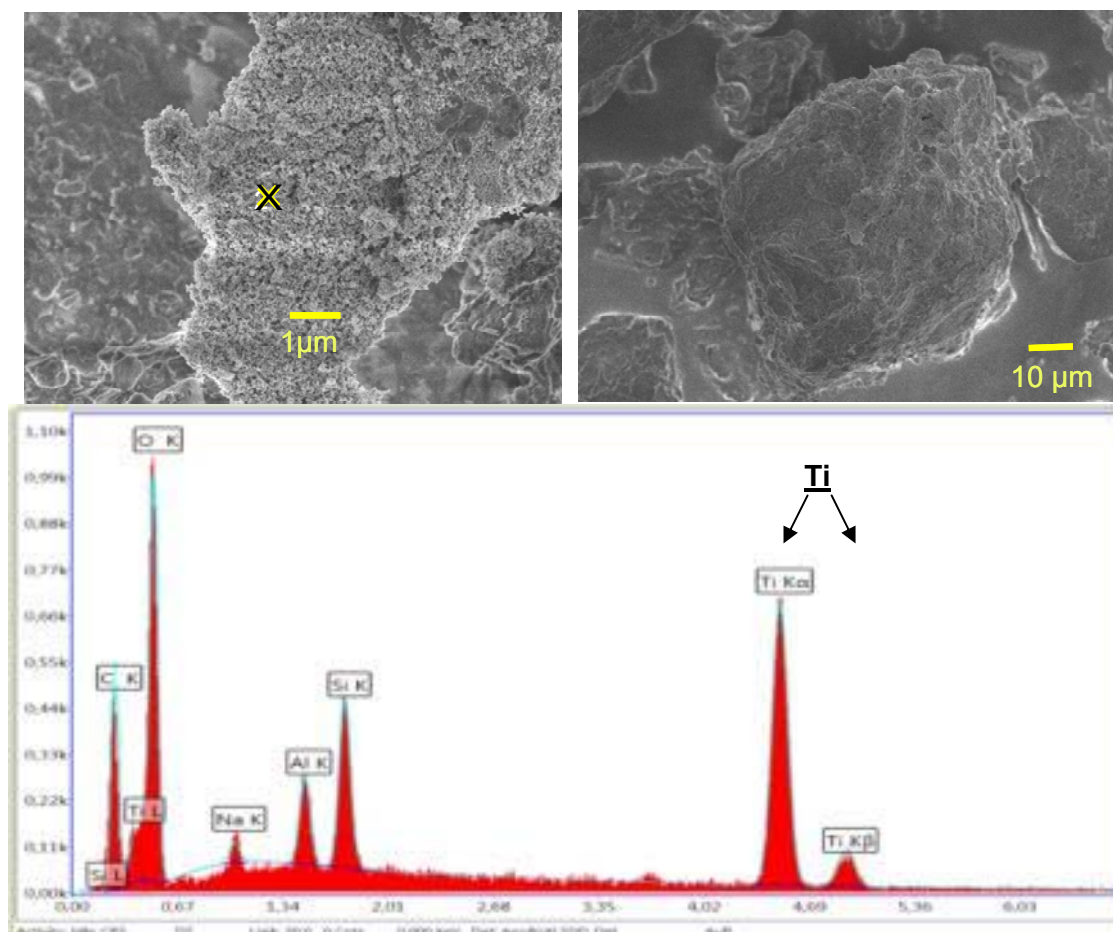 X
1µm
10 µm
Ti
1,10k
O K
0,99k
0,88k
0,77k
Ti Kα
0,66k
0,55k
C K
Si K
0,44k
0,33k
Al K
0,22k
Ti L
Na K
Ti Kβ
0,11k
Si L
0,00k
0,00 0,67 1,34 2,01 2,68 3,35 4,02 4,69 5,36 6,03